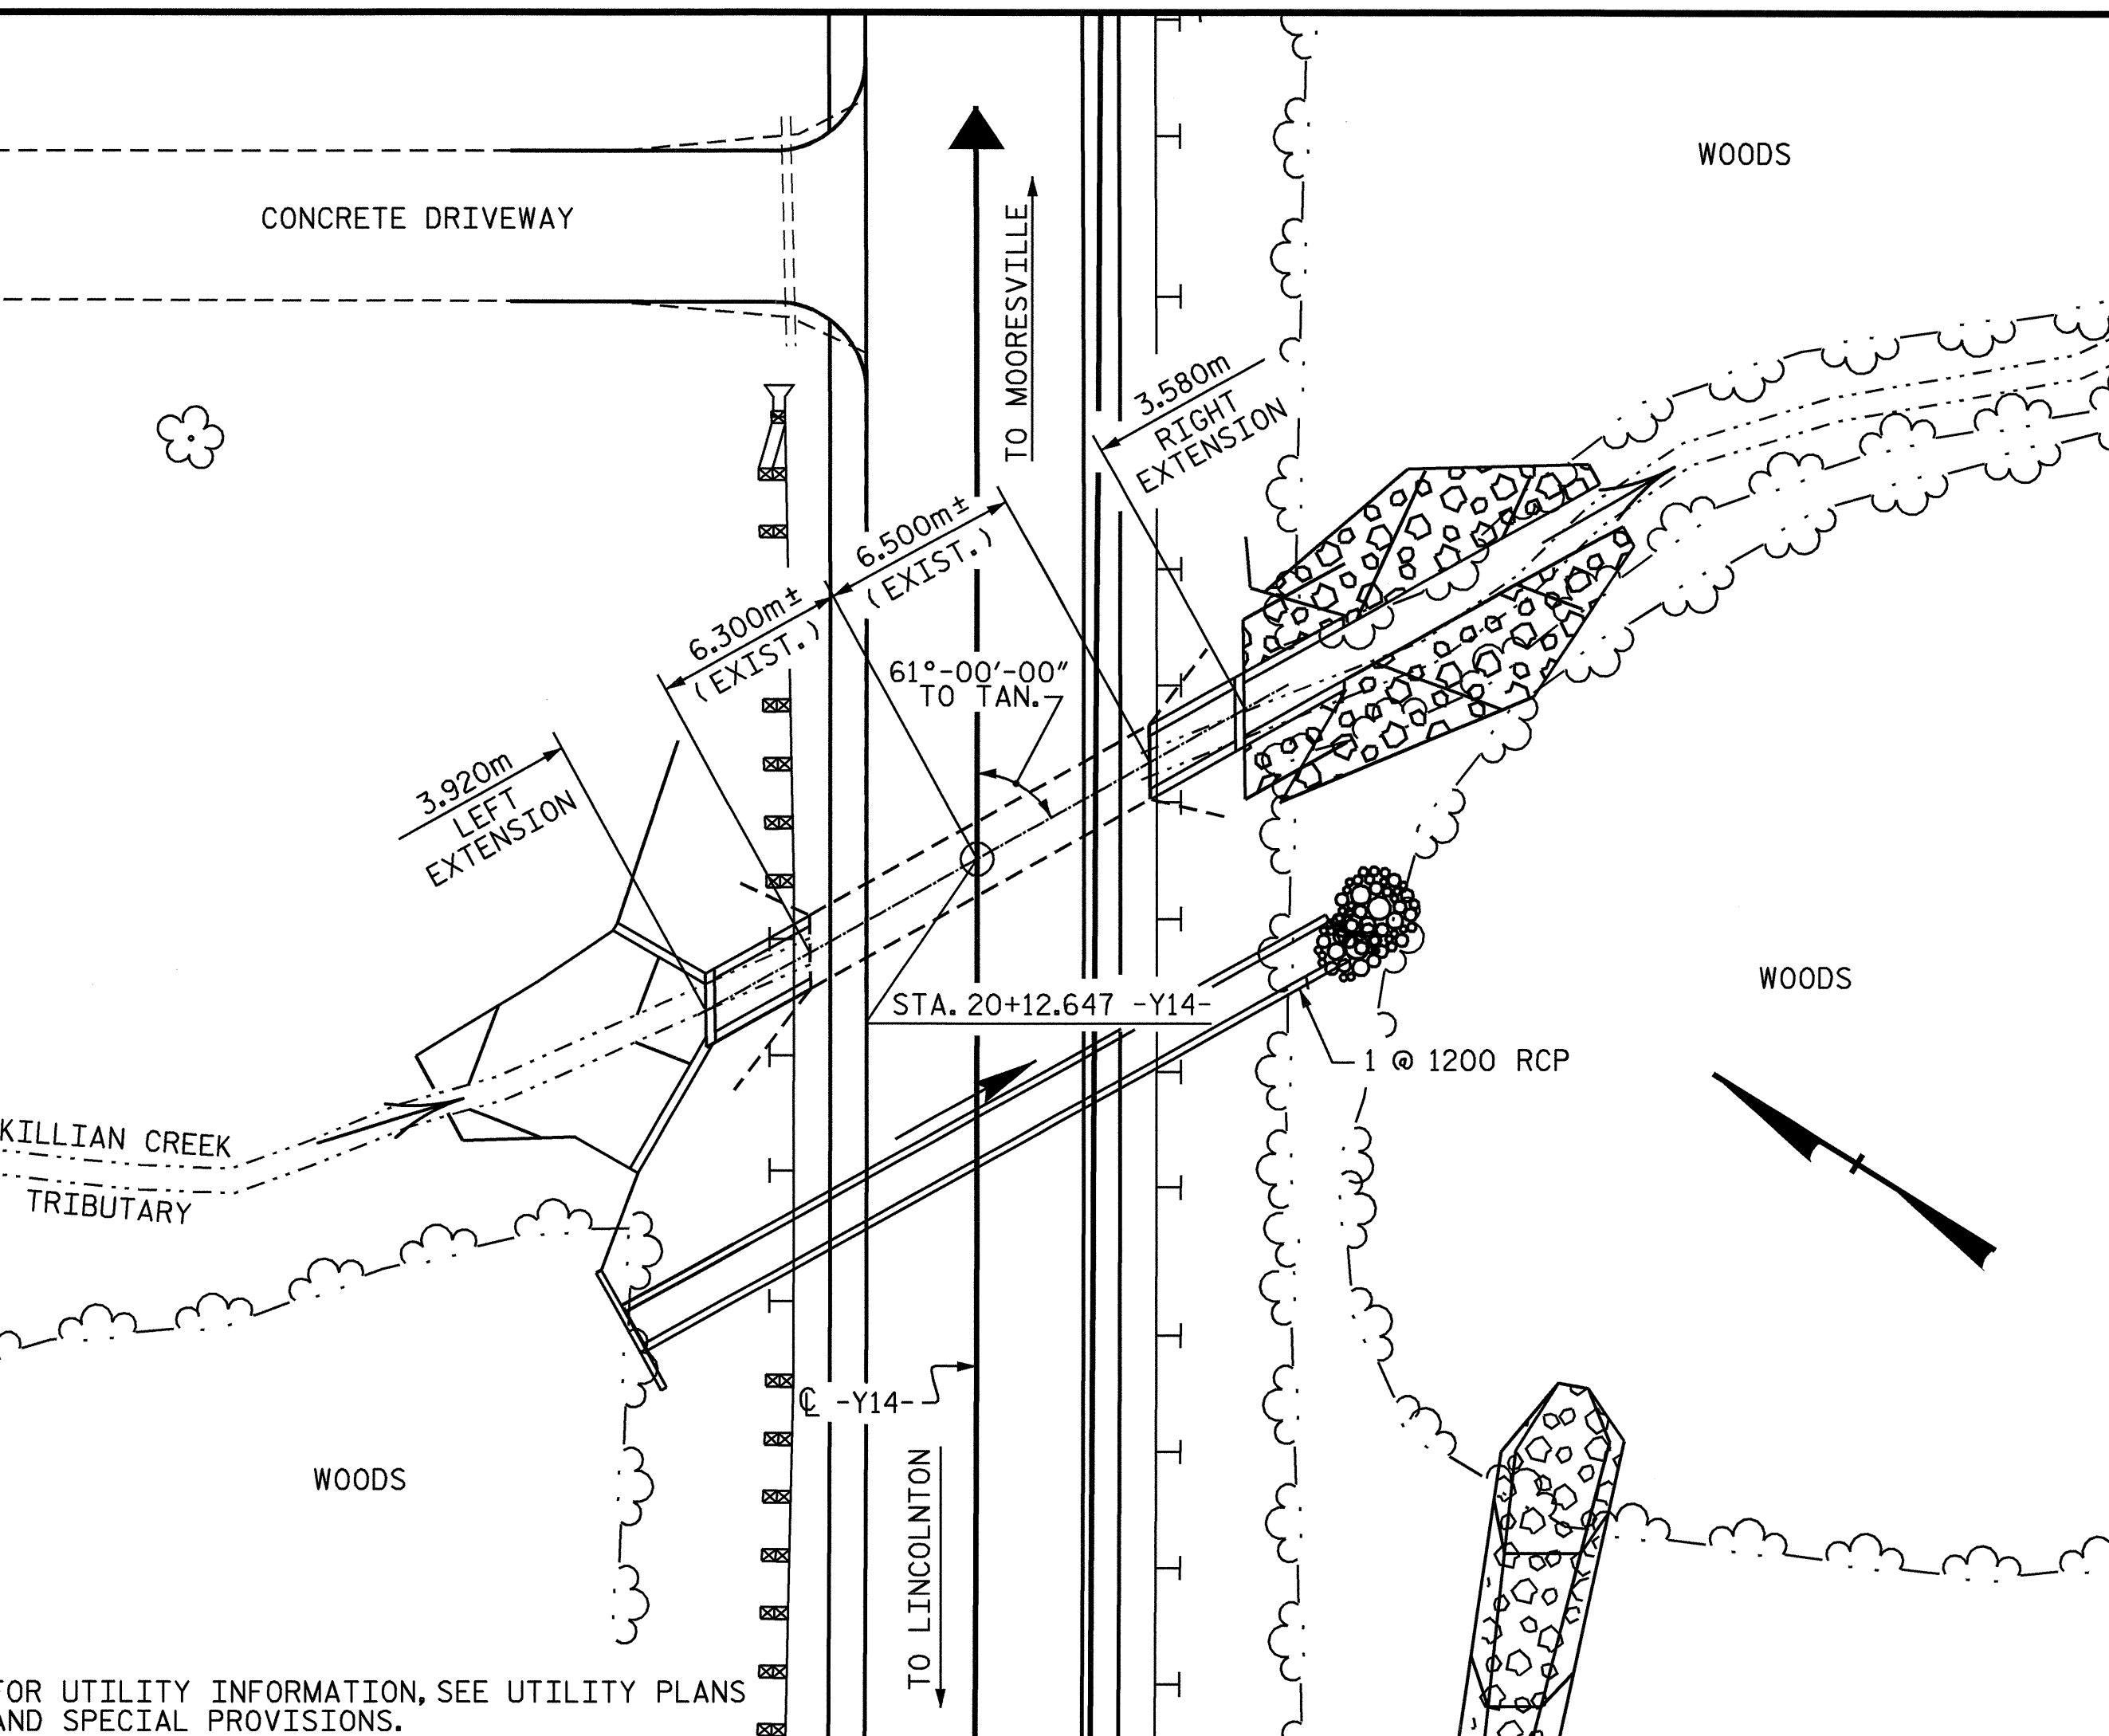 WOODS
CONCRETE DRIVEWAY
TO MOORESVILLE
3.580m
RIGHT
EXTENSION
6.500m±
(EXIST.)
6.300m±
(EXIST.)
61°-00'-00"
TO TAN.
3.920m
LEFT
EXTENSION
STA. 20+12.647 -Y14-
WOODS
1 @ 1200 RCP
KILLIAN CREEK
TRIBUTARY
℄ -Y14-
WOODS
TO LINCOLNTON
FOR UTILITY INFORMATION, SEE UTILITY PLANS
AND SPECIAL PROVISIONS.